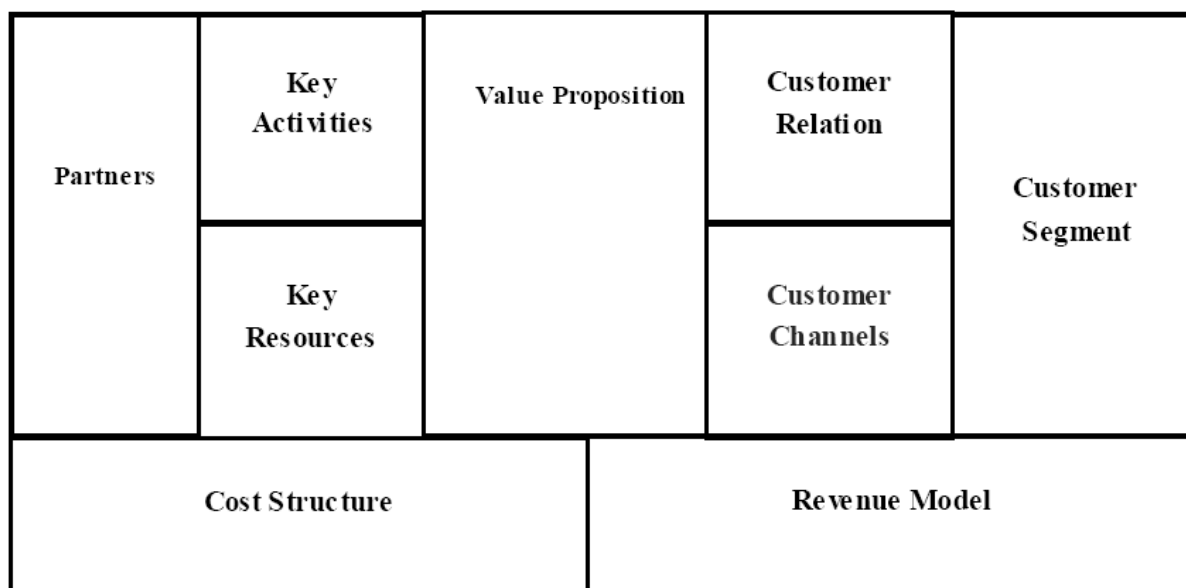 Partners
Key
Activities
Key
Resources
Value Proposition
Customer
Relation
Customer
Channels
Customer
Segment
Cost Structure
Revenue Model